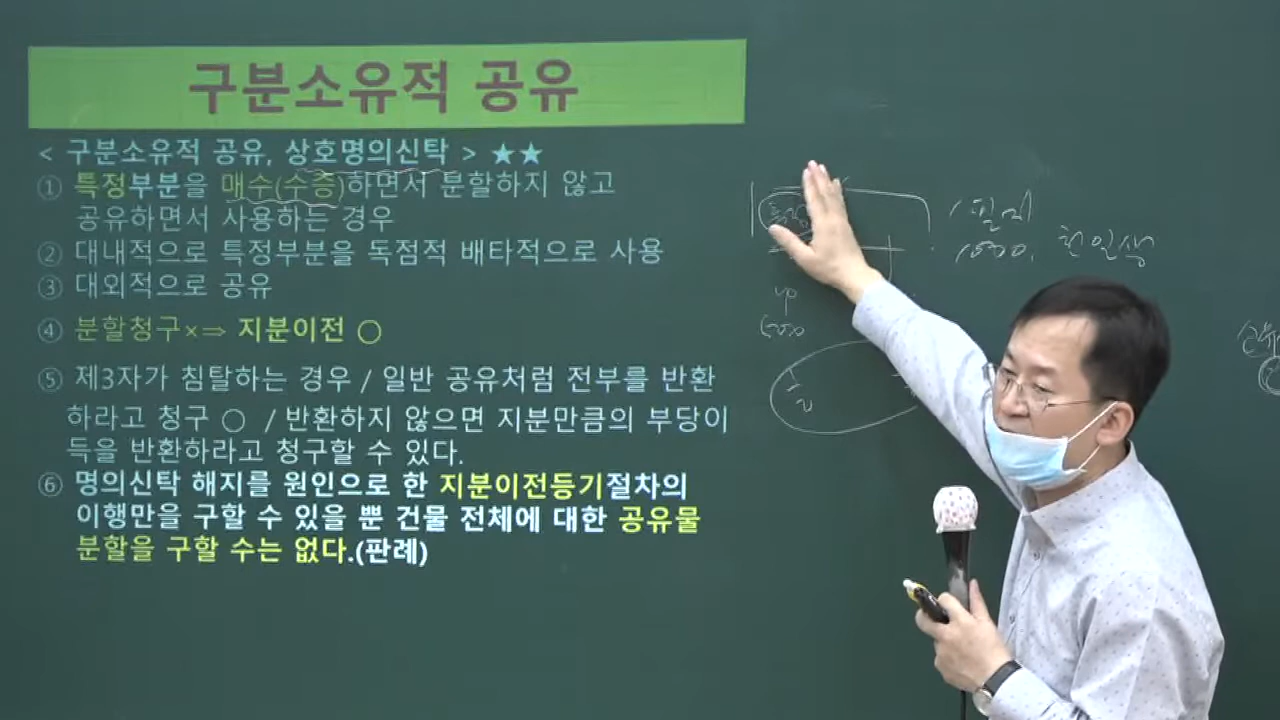 구분소유적 공유
< 구분소유적 공유, 상호명의신탁 > ★★
① 특정부분을 매수(수증)하면서 분할하지 않고
공유하면서 사용하는 경우
② 대내적으로 특정부분을 독점적 배타적으로 사용
③ 대외적으로 공유
④ 분할청구×⇒ 지분이전 ○
⑤ 제3자가 침탈하는 경우 / 일반 공유처럼 전부를 반환
하라고 청구 ○ / 반환하지 않으면 지분만큼의 부당이
득을 반환하라고 청구할 수 있다.
⑥ 명의신탁 해지를 원인으로 한 지분이전등기절차의
이행만을 구할 수 있을 뿐 건물 전체에 대한 공유물
분할을 구할 수는 없다.(판례)